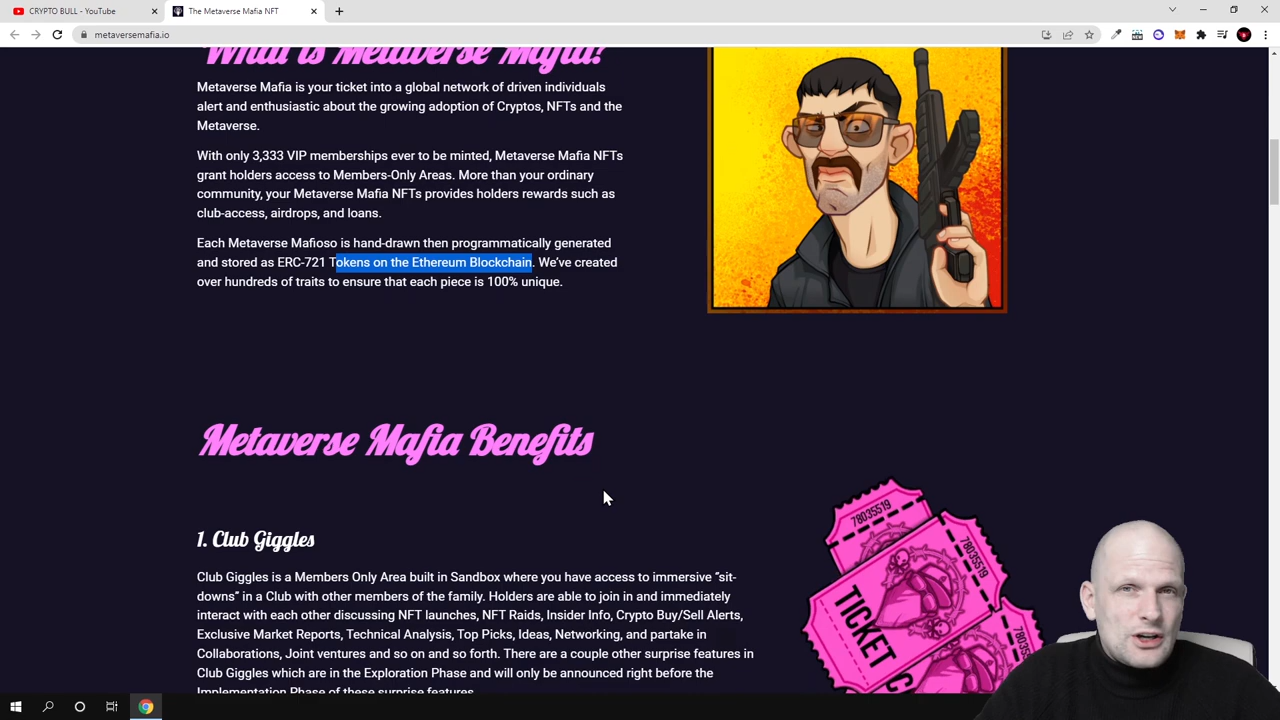 CRYPTO BULL - YouTube
The Metaverse Mafia NFT
metaversemafia.io
What is Metaverse Mafia?
Metaverse Mafia is your ticket into a global network of driven individuals
alert and enthusiastic about the growing adoption of Cryptos, NFTs and the
Metaverse.
With only 3,333 VIP memberships ever to be minted, Metaverse Mafia NFTs
grant holders access to Members-Only Areas. More than your ordinary
community, your Metaverse Mafia NFTs provides holders rewards such as
club-access, airdrops, and loans.
Each Metaverse Mafioso is hand-drawn then programmatically generated
and stored as ERC-721 Tokens on the Ethereum Blockchain. We've created
over hundreds of traits to ensure that each piece is 100% unique.
Metaverse Mafia Benefits
1. Club Giggles
Club Giggles is a Members Only Area built in Sandbox where you have access to immersive "sit-
downs" in a Club with other members of the family. Holders are able to join in and immediately
interact with each other discussing NFT launches, NFT Raids, Insider Info, Crypto Buy/Sell Alerts,
Exclusive Market Reports, Technical Analysis, Top Picks, Ideas, Networking, and partake in
Collaborations, Joint ventures and so on and so forth. There are a couple other surprise features in
Club Giggles which are in the Exploration Phase and will only be announced right before the
Implementation Phase of these surprise features.
78035519
78035519
TICKET